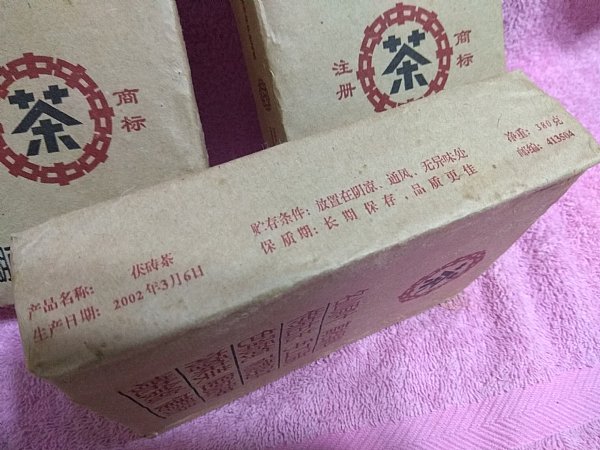 茶
商标
茶
注册
商标
产品名称: 伏砖茶
生产日期: 2002年3月6日
贮存条件: 放置在阴凉、通风、无异味处
保质期: 长期保存,品质更佳
净重: 380克
邮编: 413504